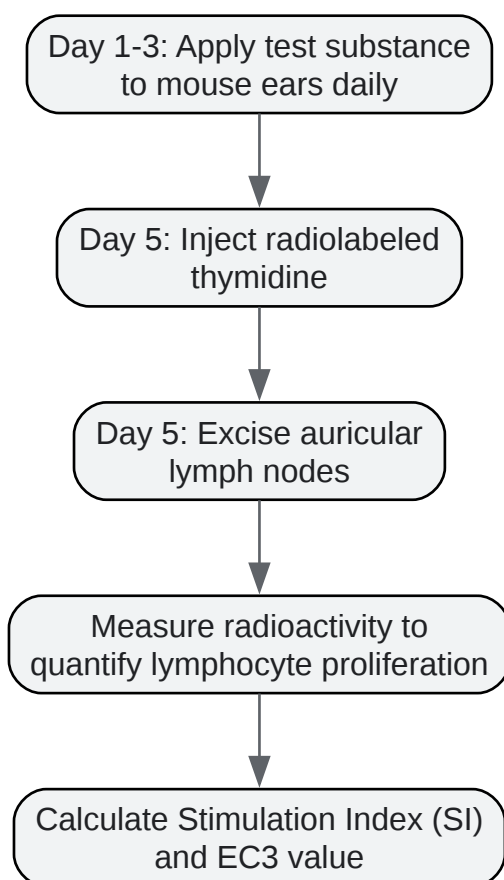 Day 1-3: Apply test substance
to mouse ears daily
Day 5: Inject radiolabeled
thymidine
Day 5: Excise auricular
lymph nodes
Measure radioactivity to
quantify lymphocyte proliferation
Calculate Stimulation Index (SI)
and EC3 value